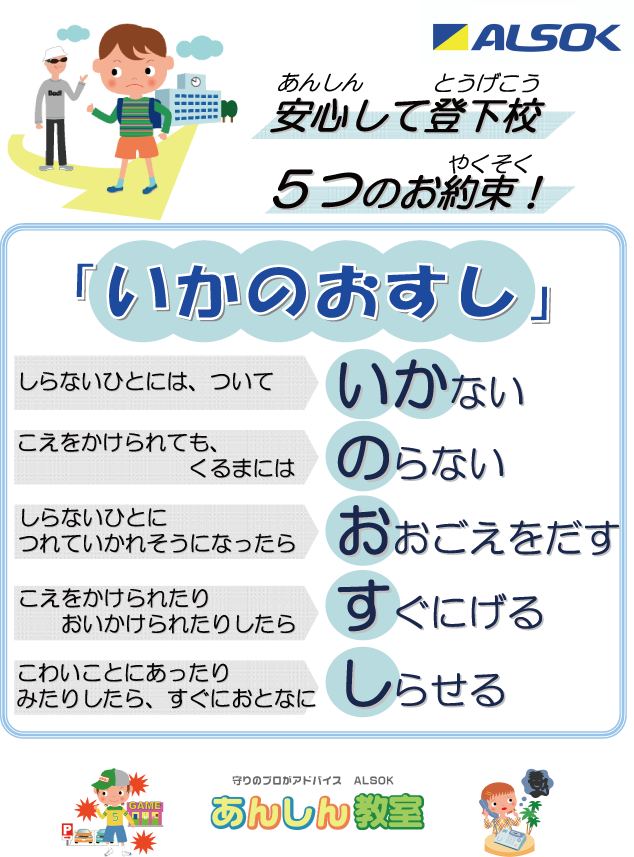 ALSOK
Bad!
あんしん とうげこう
安心して登下校
やくそく
５つのお約束！
「いかのおすし」
しらないひとには、ついて
いかない
こえをかけられても、
くるまには
のらない
しらないひとに
つれていかれそうになったら
おおごえをだす
こえをかけられたり
おいかけられたりしたら
すぐにげる
こわいことにあったり
みたりしたら、すぐにおとなに
しらせる
守りのプロがアドバイス ALSOK
あんしん教室
GAME
5
P